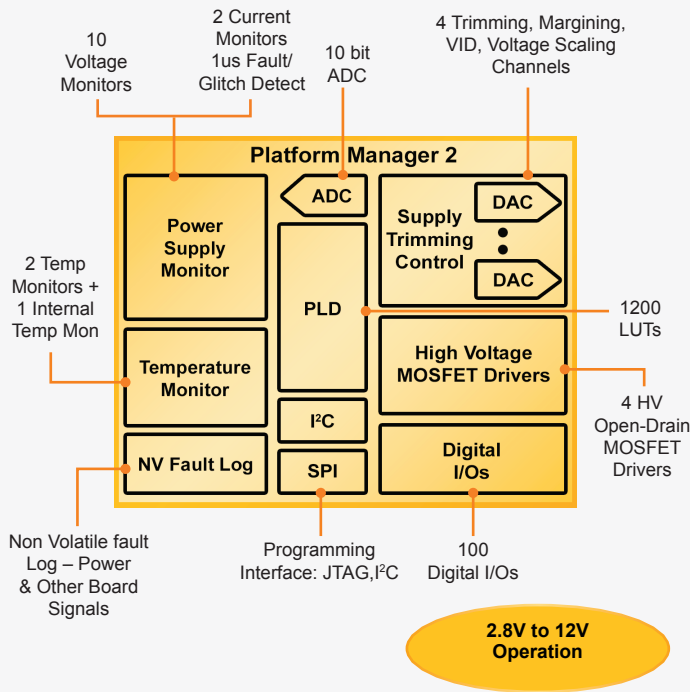 10
Voltage
Monitors
2 Current
Monitors
1us Fault/
Glitch Detect
10 bit
ADC
4 Trimming, Margining,
VID, Voltage Scaling
Channels
Platform Manager 2
Power
Supply
Monitor
ADC
Supply
Trimming
Control
DAC
DAC
2 Temp
Monitors +
1 Internal
Temp Mon
PLD
1200
LUTs
Temperature
Monitor
High Voltage
MOSFET Drivers
4 HV
Open-Drain
MOSFET
Drivers
I²C
NV Fault Log
SPI
Digital
I/Os
Non Volatile fault
Log – Power
& Other Board
Signals
Programming
Interface: JTAG,I²C
100
Digital I/Os
2.8V to 12V
Operation